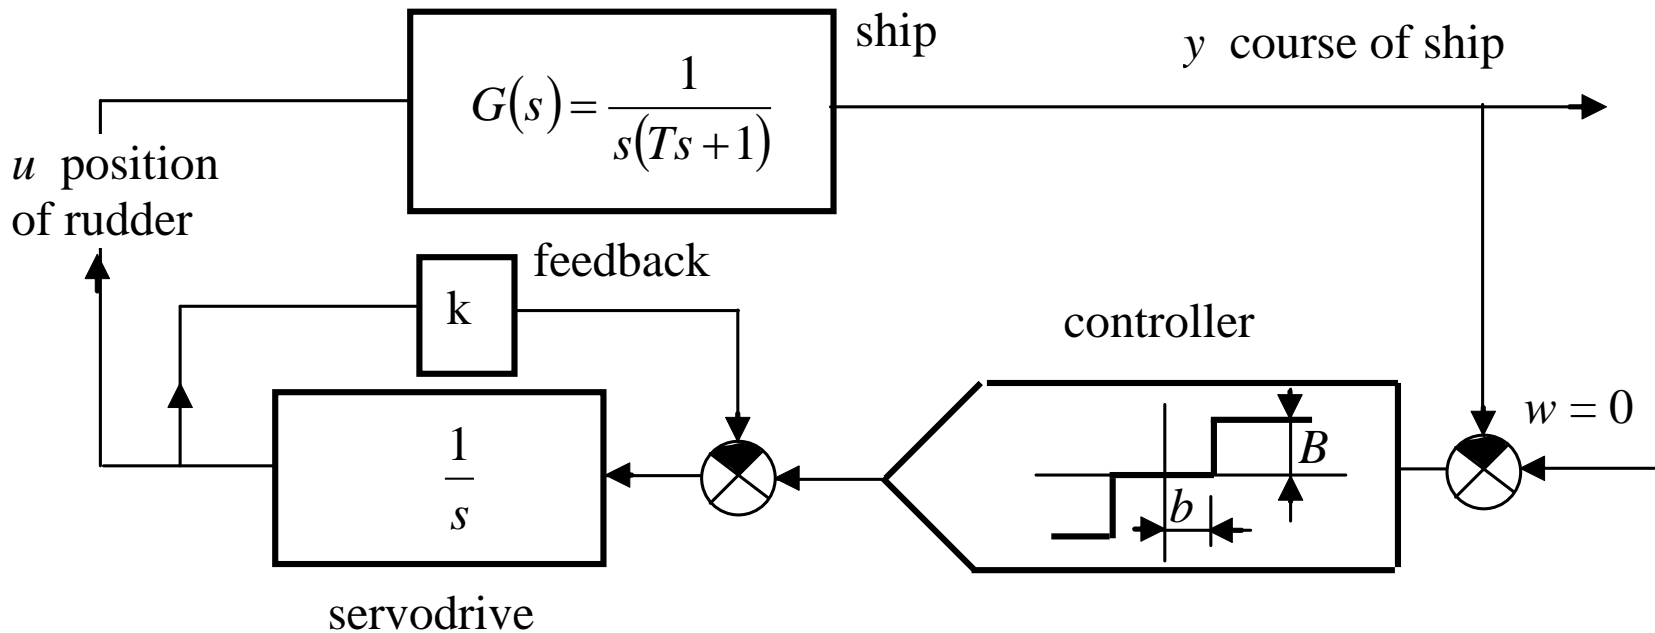 ship
y course of ship
G(s) = 1 / s(Ts + 1)
u position
of rudder
feedback
k
controller
w = 0
B
b
1 / s
servodrive